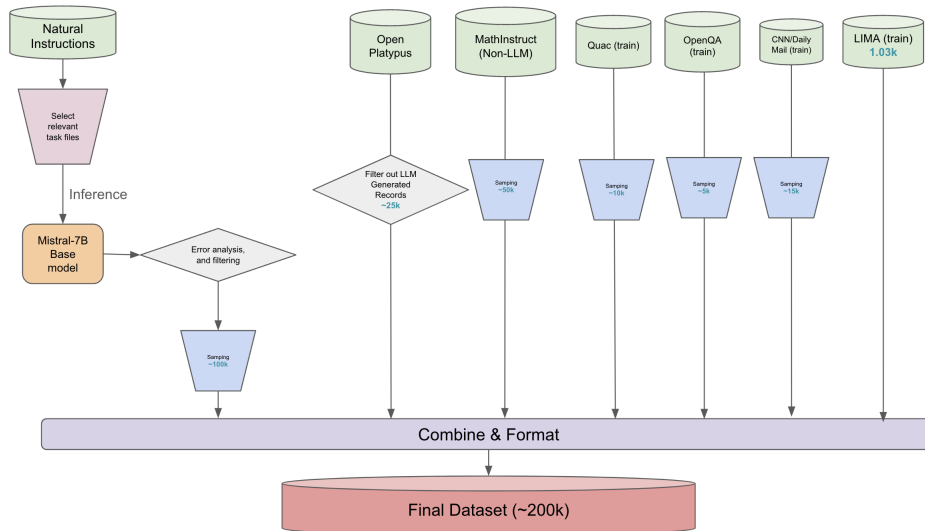 Natural
Instructions
Open
Platypus
MathInstruct
(Non-LLM)
Quac (train)
OpenQA
(train)
CNN/Daily
Mail (train)
LIMA (train)
1.03k
Select
relevant
task files
Inference
Filter out LLM
Generated
Records
~25k
Samping
~50k
Samping
~10k
Samping
~5k
Samping
~15k
Mistral-7B
Base
model
Error analysis,
and filtering
Samping
~100k
Combine & Format
Final Dataset (~200k)